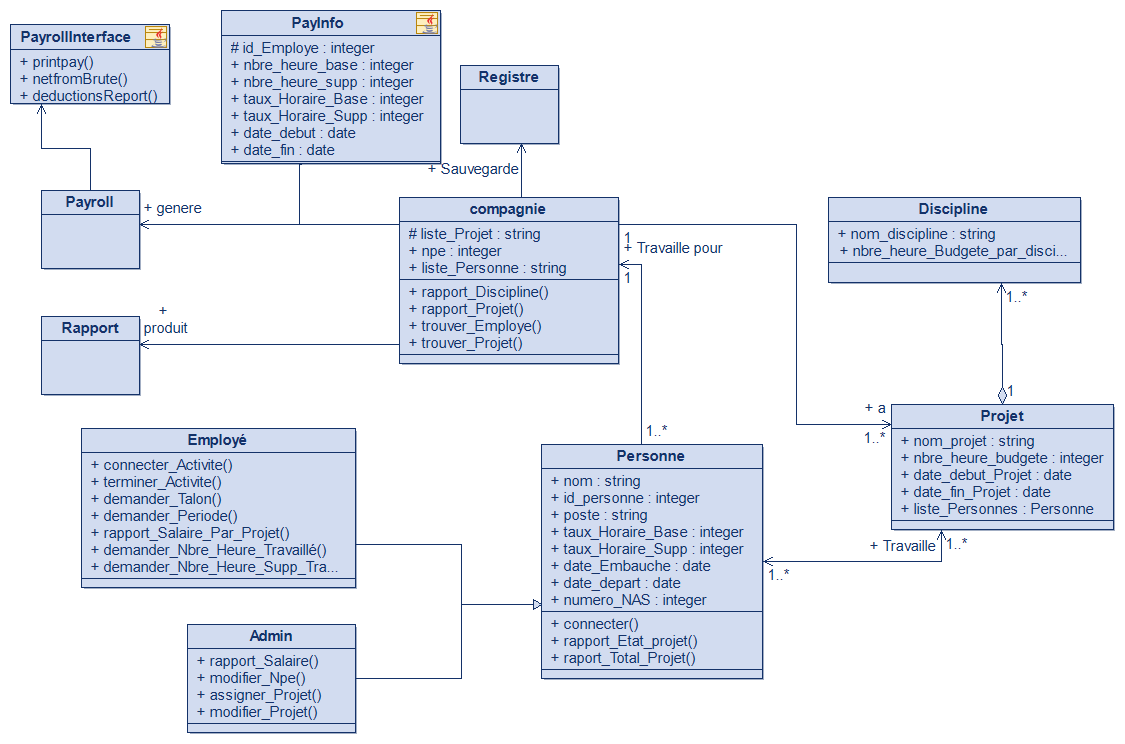 PayrollInterface
+ printpay()
+ netfromBrute()
+ deductionsReport()
PayInfo
# id_Employe : integer
+ nbre_heure_base : integer
+ nbre_heure_supp : integer
+ taux_Horaire_Base : integer
+ taux_Horaire_Supp : integer
+ date_debut : date
+ date_fin : date
Registre
+ Sauvegarde
Payroll
+ genere
compagnie
# liste_Projet : string
+ npe : integer
+ liste_Personne : string
+ rapport_Discipline()
+ rapport_Projet()
+ trouver_Employe()
+ trouver_Projet()
1
+ Travaille pour
1
Discipline
+ nom_discipline : string
+ nbre_heure_Budgete_par_disci...
1..*
1
Rapport
+
produit
+ a
1..*
Projet
+ nom_projet : string
+ nbre_heure_budgete : integer
+ date_debut_Projet : date
+ date_fin_Projet : date
+ liste_Personnes : Personne
+ Travaille
1..*
1..*
1..*
Personne
+ nom : string
+ id_personne : integer
+ poste : string
+ taux_Horaire_Base : integer
+ taux_Horaire_Supp : integer
+ date_Embauche : date
+ date_depart : date
+ numero_NAS : integer
+ connecter()
+ rapport_Etat_projet()
+ raport_Total_Projet()
Employé
+ connecter_Activite()
+ terminer_Activite()
+ demander_Talon()
+ demander_Periode()
+ rapport_Salaire_Par_Projet()
+ demander_Nbre_Heure_Travaillé()
+ demander_Nbre_Heure_Supp_Tra...
Admin
+ rapport_Salaire()
+ modifier_Npe()
+ assigner_Projet()
+ modifier_Projet()